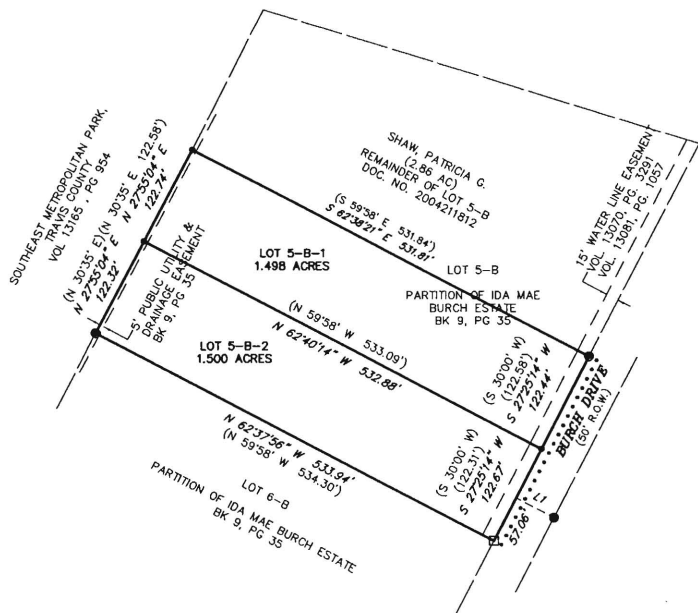 SOUTHEAST METROPOLITAN PARK,
TRAVIS COUNTY
VOL 13165 , PG 954
(N 30'35' E)(N 30'35' E 122.58')
N 27'55'04" E
122.74'
N 27'55'04" E
122.32'
5' PUBLIC UTILITY &
DRAINAGE EASEMENT
BK 9, PG 35
SHAW, PATRICIA G.
(2.86 AC)
REMAINDER OF LOT 5-B
DOC. NO. 2004211812
(S 59'58' E 531.84')
S 62'38'21" E 531.81'
15' WATER LINE EASEMENT
VOL. 13070, PG. 3291
VOL. 13081, PG. 1057
LOT 5-B-1
1.498 ACRES
LOT 5-B
PARTITION OF IDA MAE
BURCH ESTATE
BK 9, PG 35
(N 59'58' W 533.09')
N 62'40'14" W 532.88'
LOT 5-B-2
1.500 ACRES
(S 30'00' W)
(122.58')
S 27'25'14" W
122.44'
BURCH DRIVE
(50' R.O.W.)
(S 30'00' W)
(122.31')
S 27'25'14" W
122.67'
L1
57.06'
N 62'37'56" W 533.94'
(N 59'58' W 534.30')
LOT 6-B
PARTITION OF IDA MAE BURCH ESTATE
BK 9, PG 35